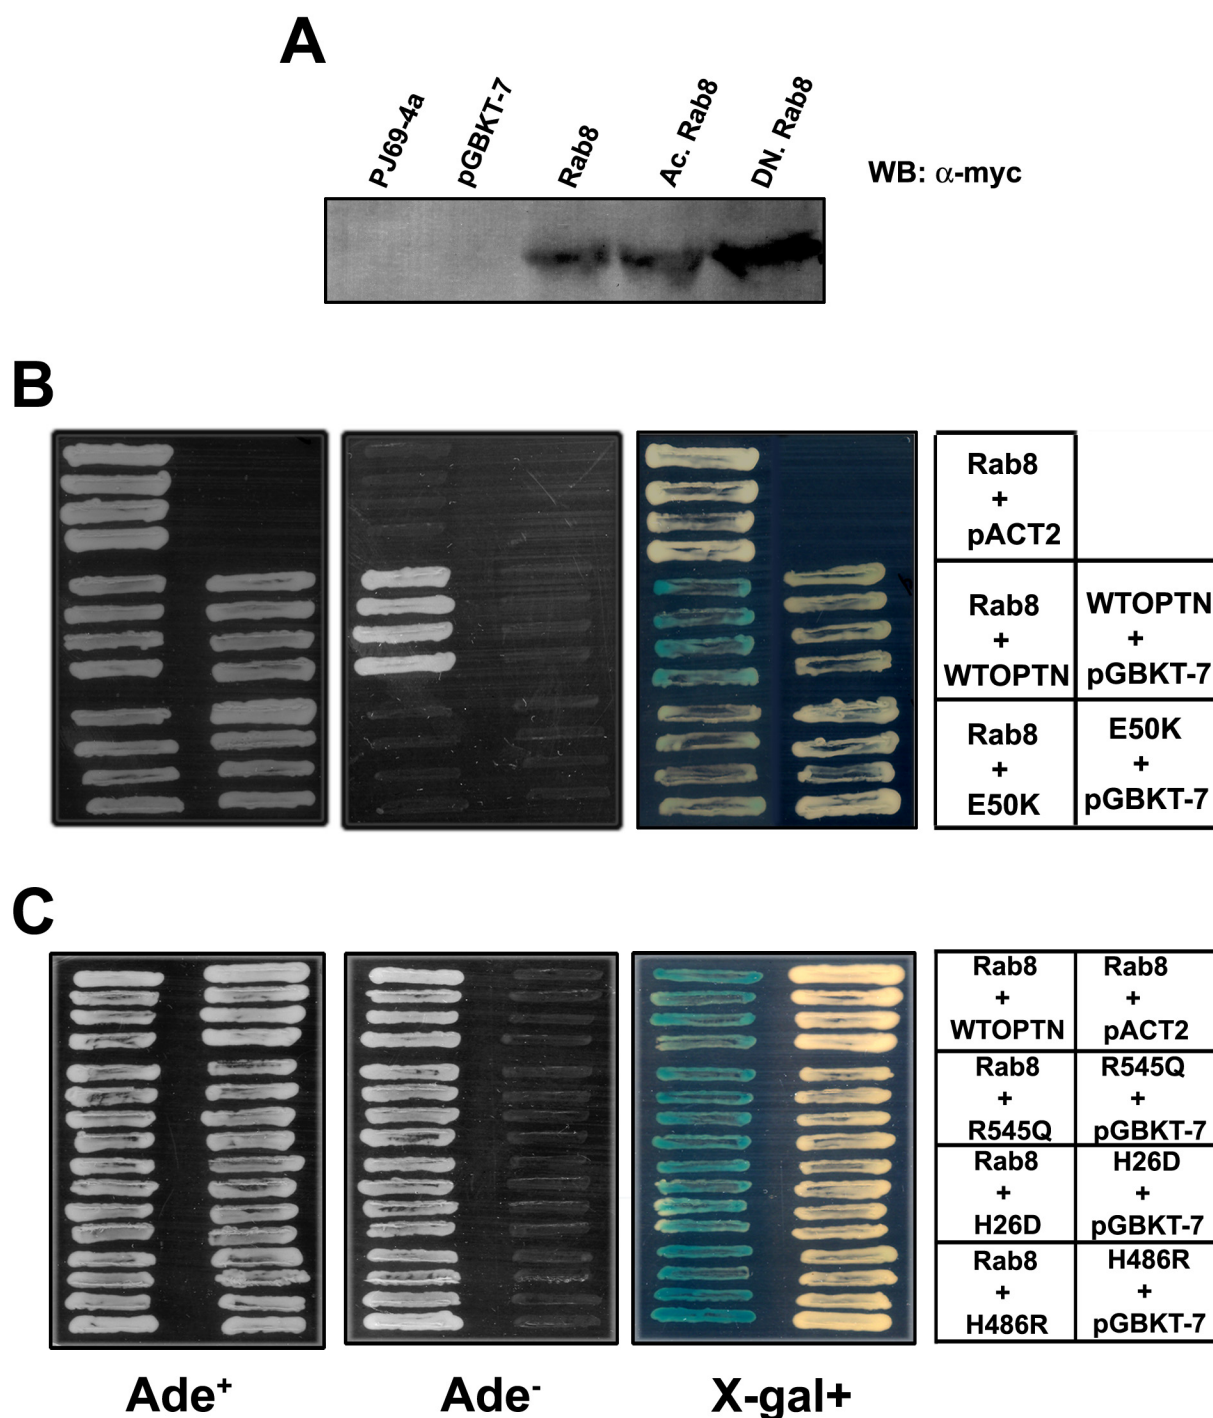 A
PJ69-4a
pGBKT-7
Rab8
Ac. Rab8
DN. Rab8
WB: α-myc
B
Rab8
+
pACT2
Rab8
+
WTOPTN
WTOPTN
+
pGBKT-7
Rab8
+
E50K
E50K
+
pGBKT-7
C
Rab8
+
WTOPTN
Rab8
+
pACT2
Rab8
+
R545Q
R545Q
+
pGBKT-7
Rab8
+
H26D
H26D
+
pGBKT-7
Rab8
+
H486R
H486R
+
pGBKT-7
Ade⁺
Ade⁻
X-gal+